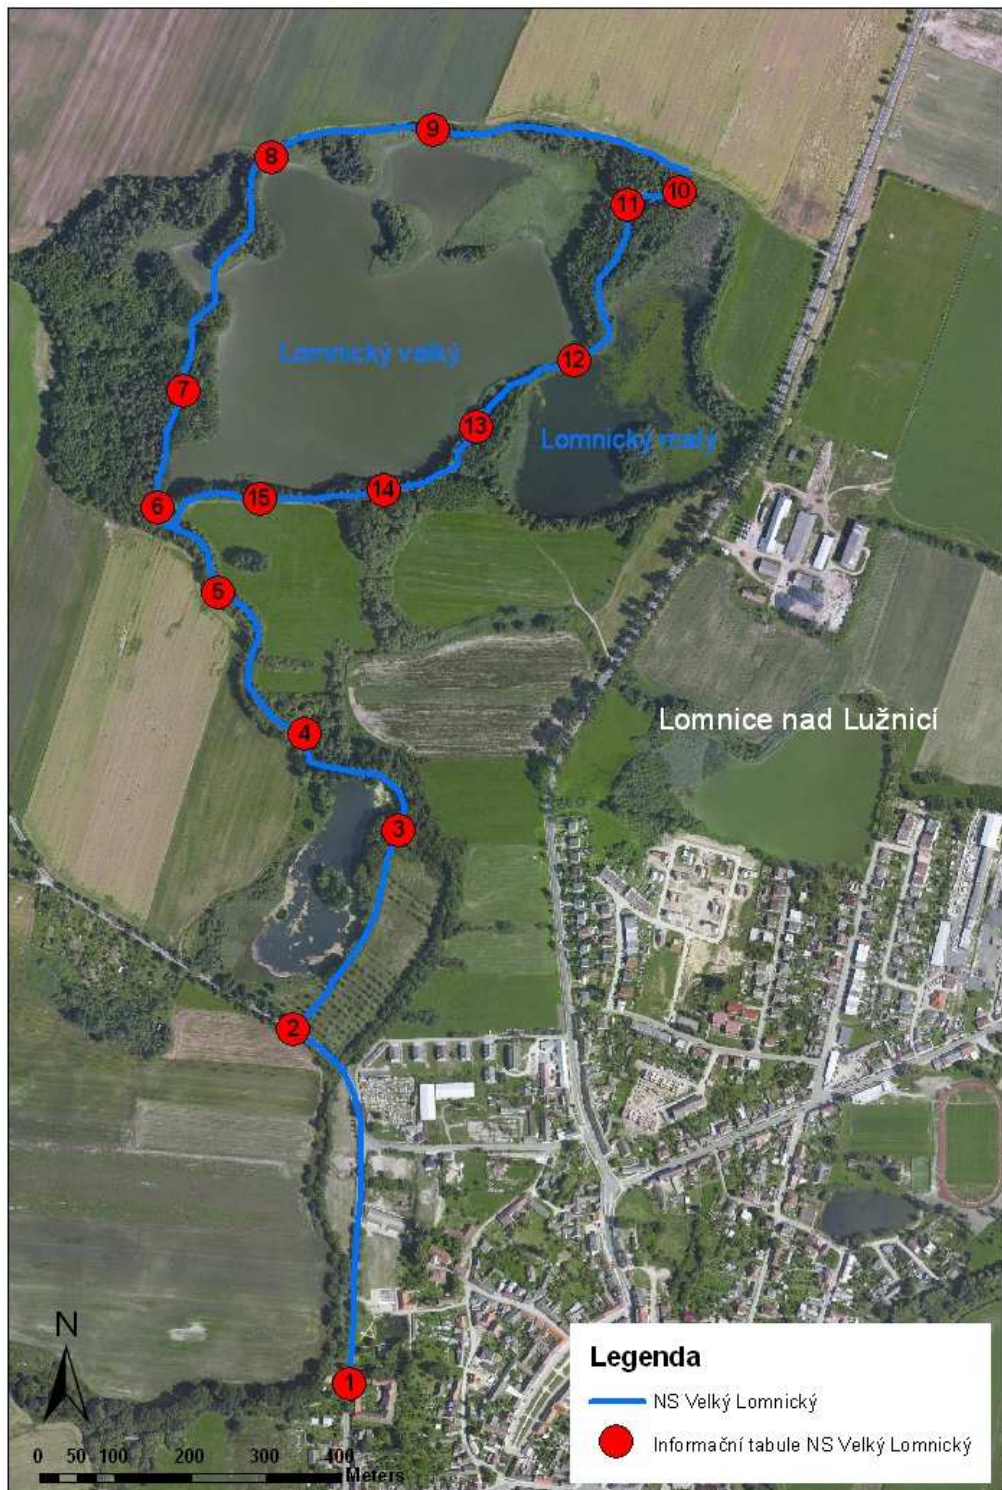 9
8
10
11
Lomnický velký
12
7
13
Lomnický malý
14
15
6
5
Lomnice nad Lužnicí
4
3
2
N
1
Legenda
NS Velký Lomnický
Informační tabule NS Velký Lomnický
0 50 100 200 300 400
Meters